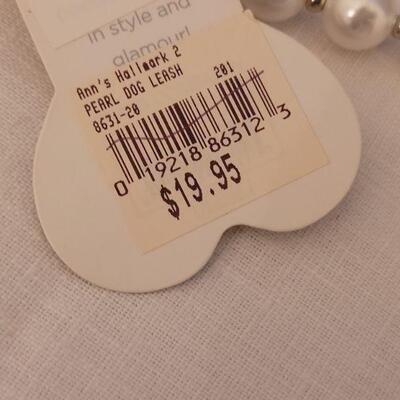 in style and
glamour!
Ann's Hallmark 2
PEARL DOG LEASH 201
8631-20
0 19218 86312 3
$19.95